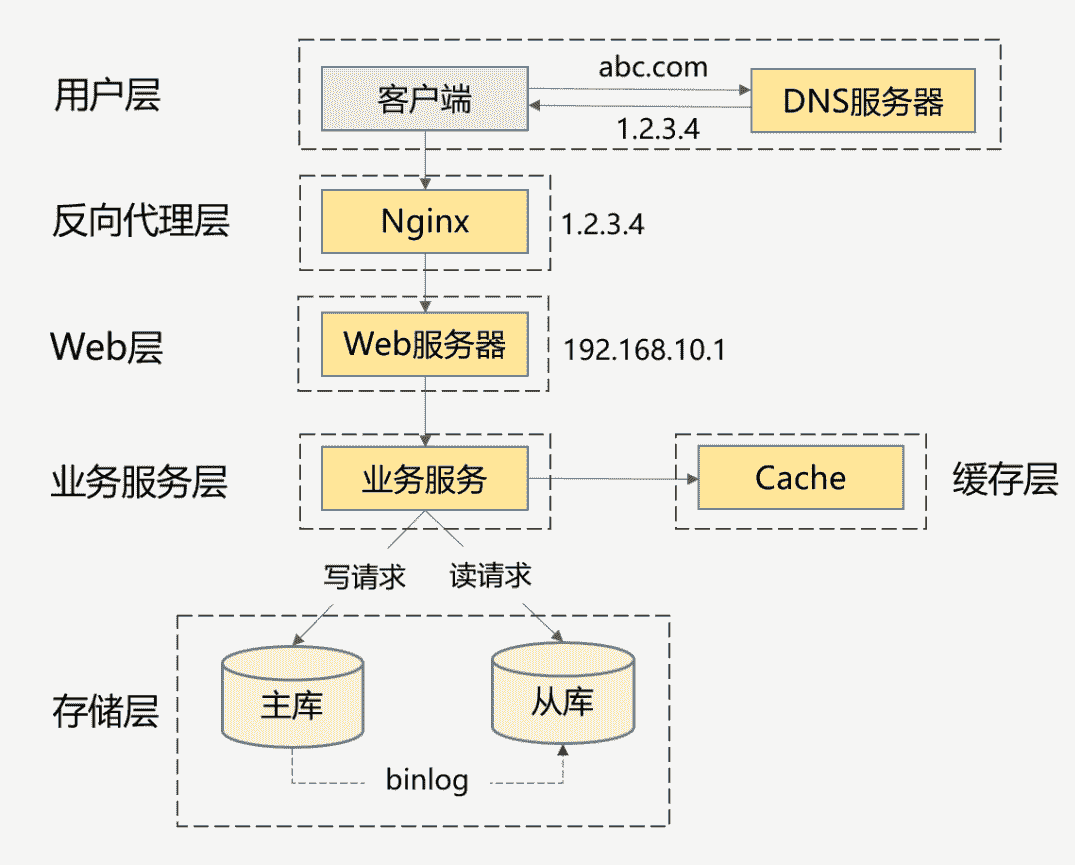 用户层
客户端
abc.com
1.2.3.4
DNS服务器
反向代理层
Nginx
1.2.3.4
Web层
Web服务器
192.168.10.1
业务服务层
业务服务
Cache
缓存层
写请求
读请求
存储层
主库
从库
binlog